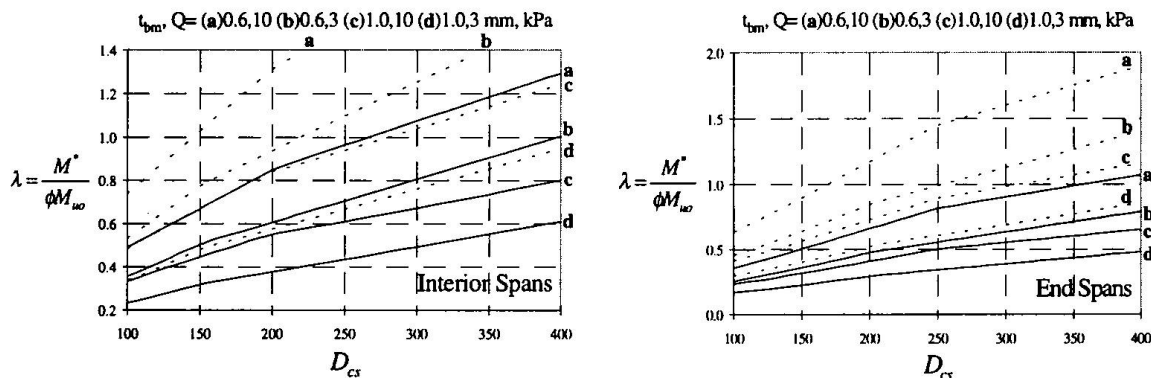 t_bm, Q= (a)0.6,10 (b)0.6,3 (c)1.0,10 (d)1.0,3 mm, kPa
a b
1.4
1.2
1.0
0.8
0.6
0.4
0.2
λ = M* / φM_uo
a
c
b
d
c
d
Interior Spans
100 150 200 250 300 350 400
D_cs
t_bm, Q= (a)0.6,10 (b)0.6,3 (c)1.0,10 (d)1.0,3 mm, kPa
2.0
1.5
1.0
0.5
0.0
λ = M* / φM_uo
a
b
c
a
d
b
c
d
End Spans
100 150 200 250 300 350 400
D_cs